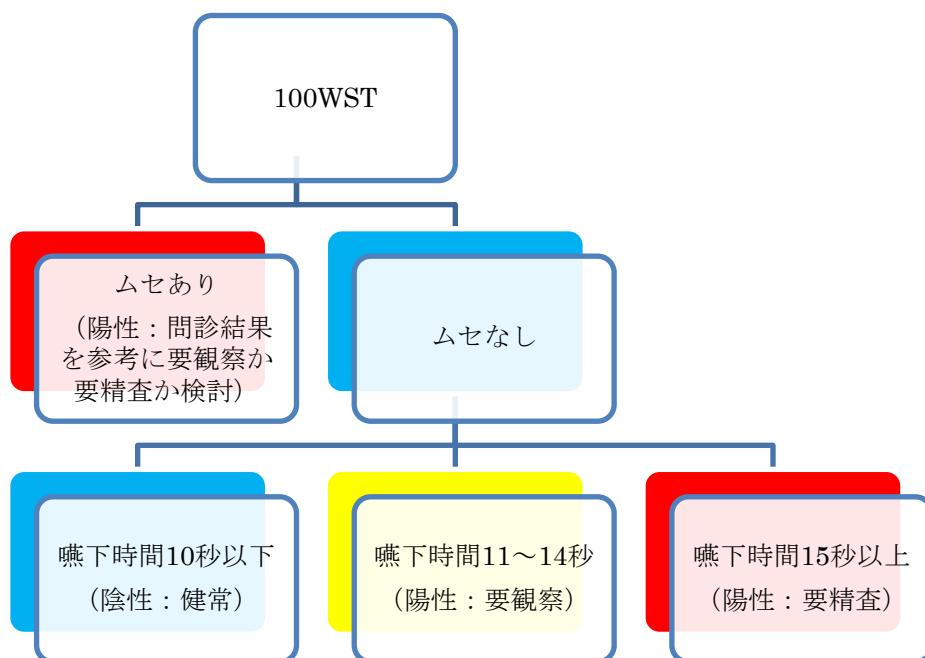 100WST
ムセあり
（陽性：問診結果
を参考に要観察か
要精査か検討）
ムセなし
嚥下時間10秒以下
（陰性：健常）
嚥下時間11～14秒
（陽性：要観察）
嚥下時間15秒以上
（陽性：要精査）